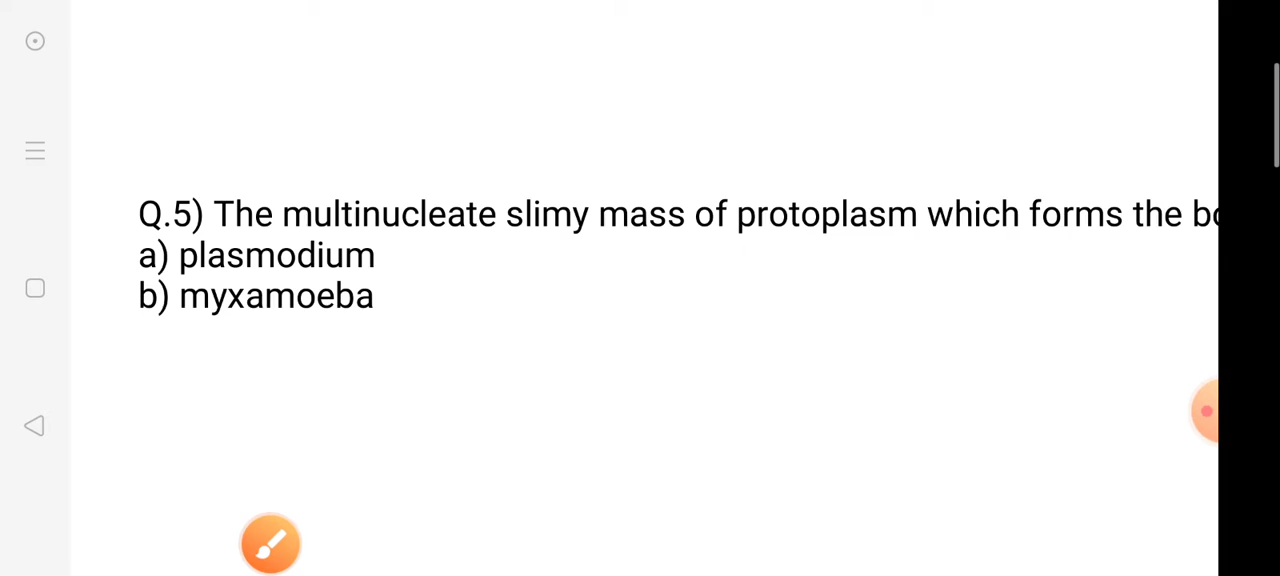 Q.5) The multinucleate slimy mass of protoplasm which forms the
a) plasmodium
b) myxamoeba